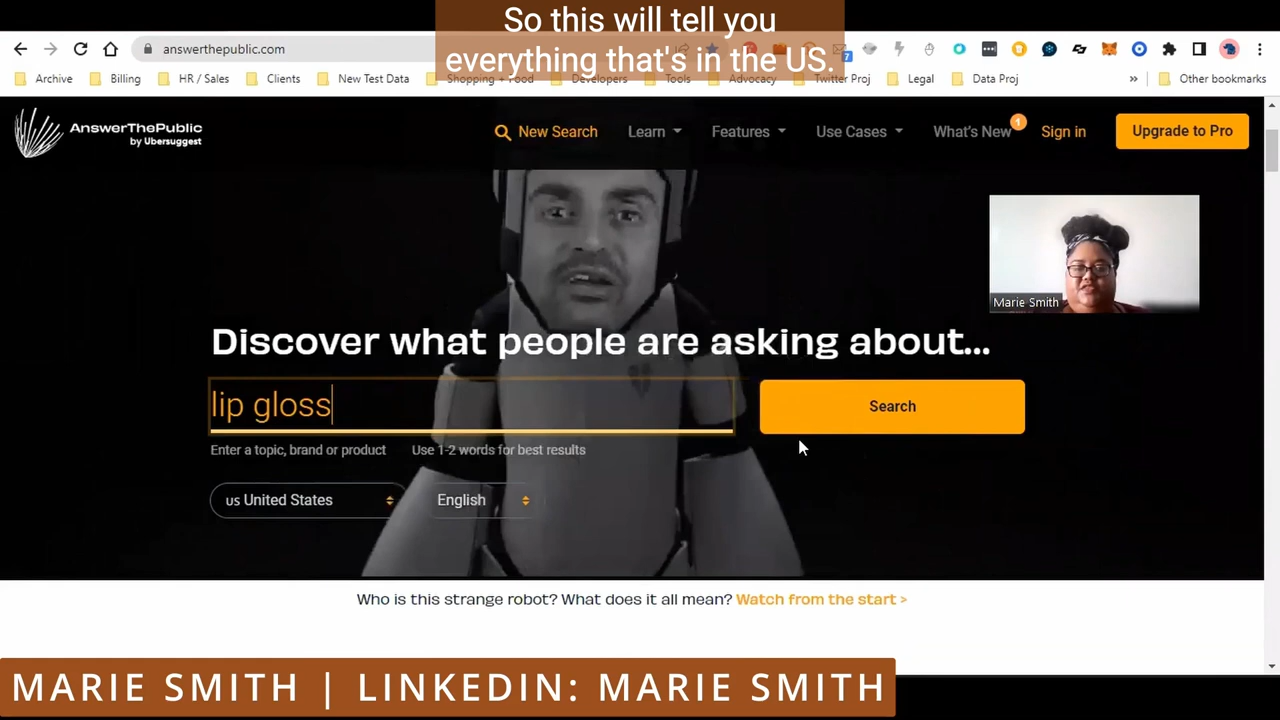 So this will tell you
everything that's in the US.
answerthepublic.com
7
Archive
Billing
HR / Sales
Clients
New Test Data
Shopping + Food
Developers
Tools
Advocacy
Twitter Proj
Legal
Data Proj
»
Other bookmarks
AnswerThePublic
by Ubersuggest
New Search
Learn
Features
Use Cases
What's New
1
Sign in
Upgrade to Pro
Marie Smith
Discover what people are asking about...
lip gloss
Search
Enter a topic, brand or product
Use 1-2 words for best results
US United States
English
Who is this strange robot? What does it all mean? Watch from the start >
MARIE SMITH | LINKEDIN: MARIE SMITH